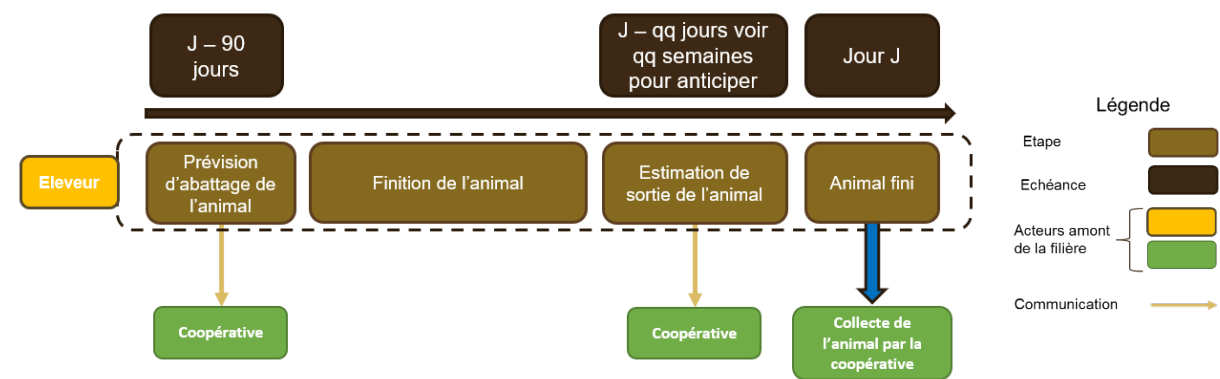 J – 90
jours
J – qq jours voir
qq semaines
pour anticiper
Jour J
Eleveur
Prévision
d'abattage de
l'animal
Finition de l'animal
Estimation de
sortie de l'animal
Animal fini
Coopérative
Coopérative
Collecte de
l'animal par la
coopérative
Légende
Etape
Echéance
Acteurs amont
de la filière
Communication